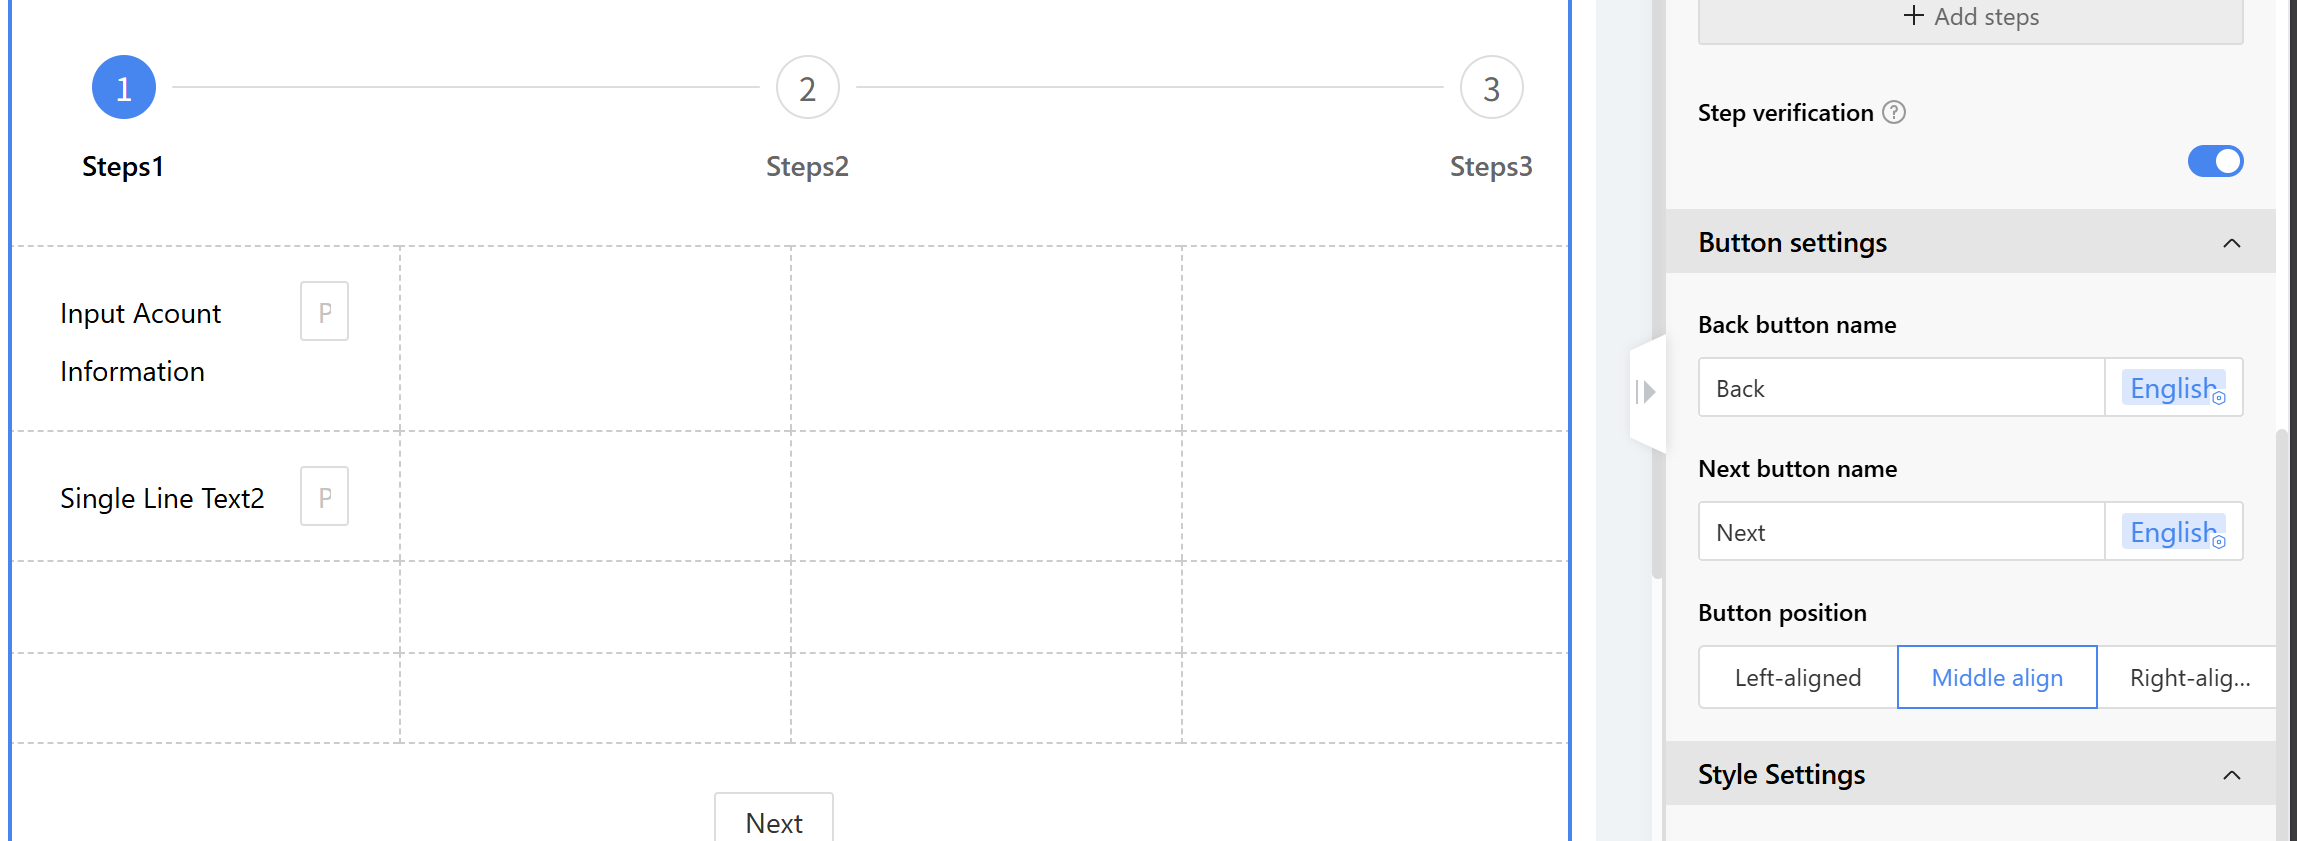 1
2
3
Steps1
Steps2
Steps3
Input Acount
Information
P
Single Line Text2
P
Next
+ Add steps
Step verification ?
Button settings
Back button name
Back
English
Next button name
Next
English
Button position
Left-aligned
Middle align
Right-alig...
Style Settings